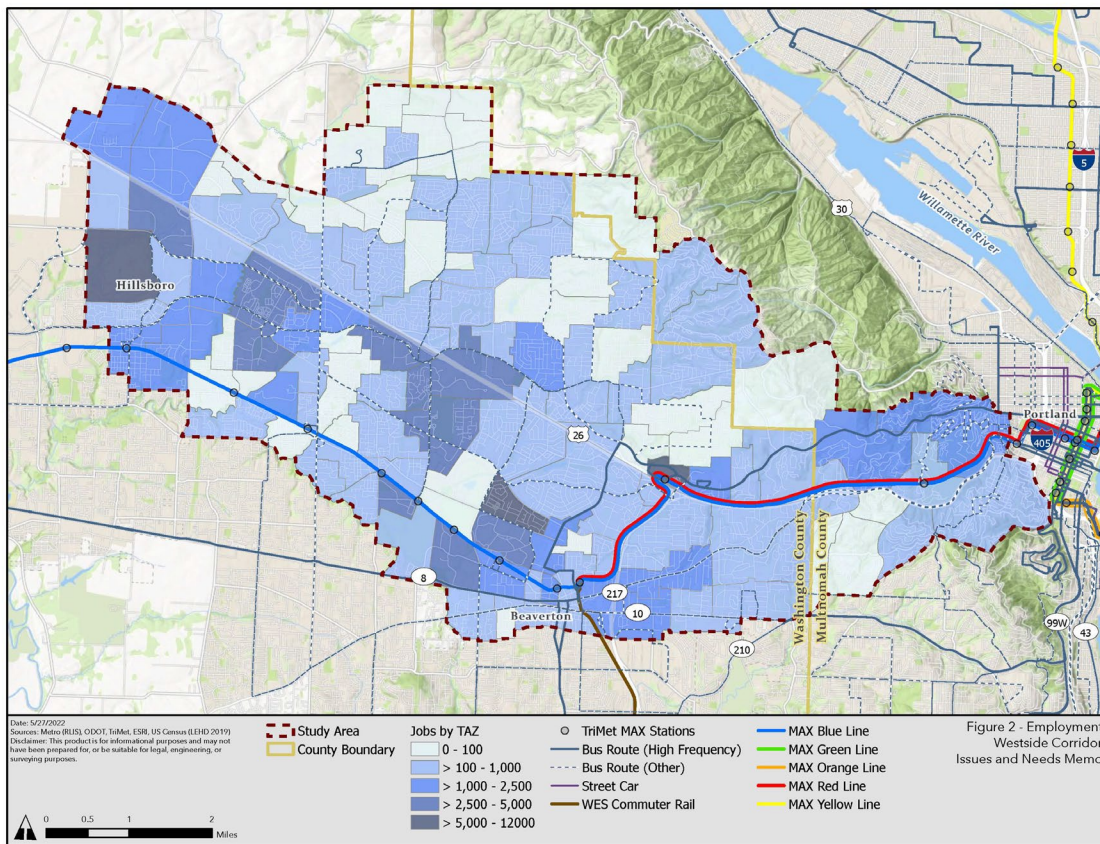 5
30
Willamette River
Hillsboro
Portland
405
26
Washington County
Multnomah County
8
217
Beaverton
10
99W
43
210
Date: 5/27/2022
Sources: Metro (RLIS), ODOT, TriMet, ESRI, US Census (LEHD 2019)
Disclaimer: This product is for informational purposes and may not
have been prepared for, or be suitable for legal, engineering, or
surveying purposes.
0 0.5 1 2
Miles
Study Area
County Boundary
Jobs by TAZ
0 - 100
> 100 - 1,000
> 1,000 - 2,500
> 2,500 - 5,000
> 5,000 - 12000
TriMet MAX Stations
Bus Route (High Frequency)
Bus Route (Other)
Street Car
WES Commuter Rail
MAX Blue Line
MAX Green Line
MAX Orange Line
MAX Red Line
MAX Yellow Line
Figure 2 - Employment
Westside Corridor
Issues and Needs Memo